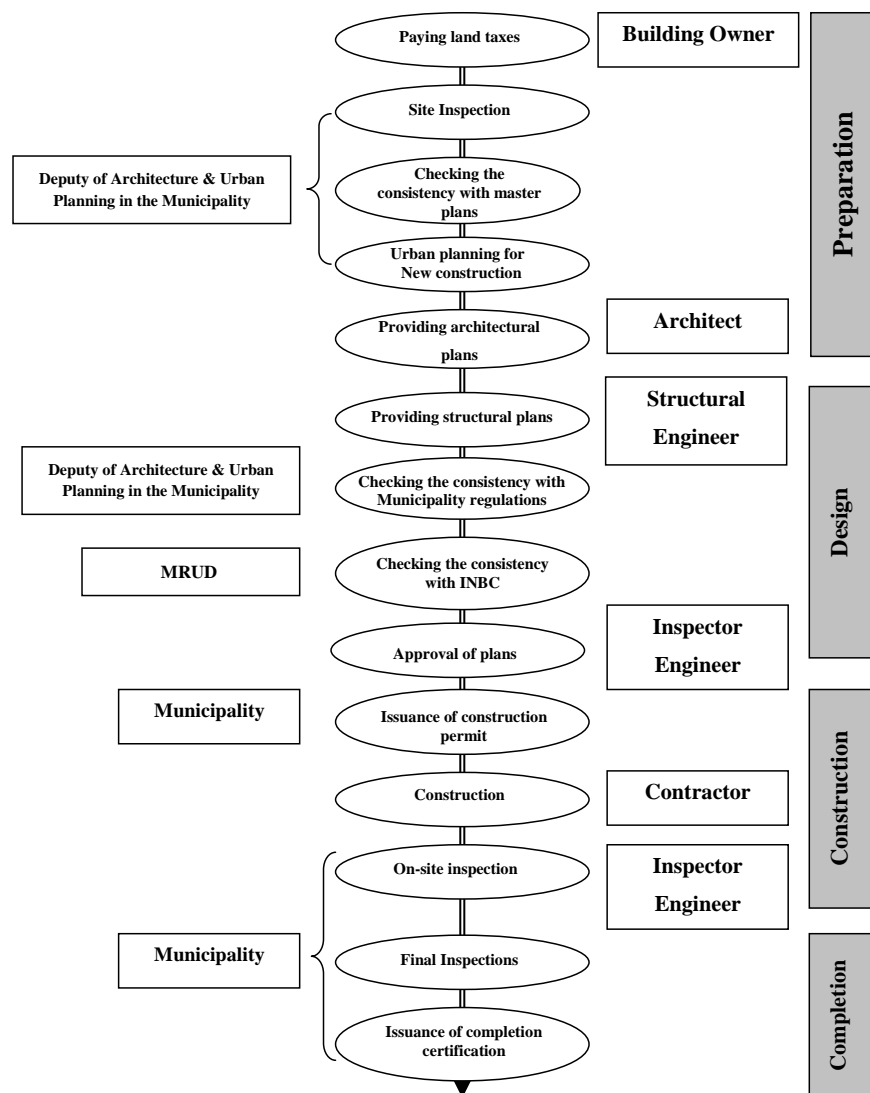 Paying land taxes
Building Owner
Preparation
Site Inspection
Deputy of Architecture & Urban
Planning in the Municipality
Checking the
consistency with master
plans
Urban planning for
New construction
Providing architectural
plans
Architect
Providing structural plans
Structural
Engineer
Design
Deputy of Architecture & Urban
Planning in the Municipality
Checking the consistency with
Municipality regulations
MRUD
Checking the consistency
with INBC
Approval of plans
Inspector
Engineer
Municipality
Issuance of construction
permit
Construction
Construction
Contractor
On-site inspection
Inspector
Engineer
Municipality
Final Inspections
Completion
Issuance of completion
certification